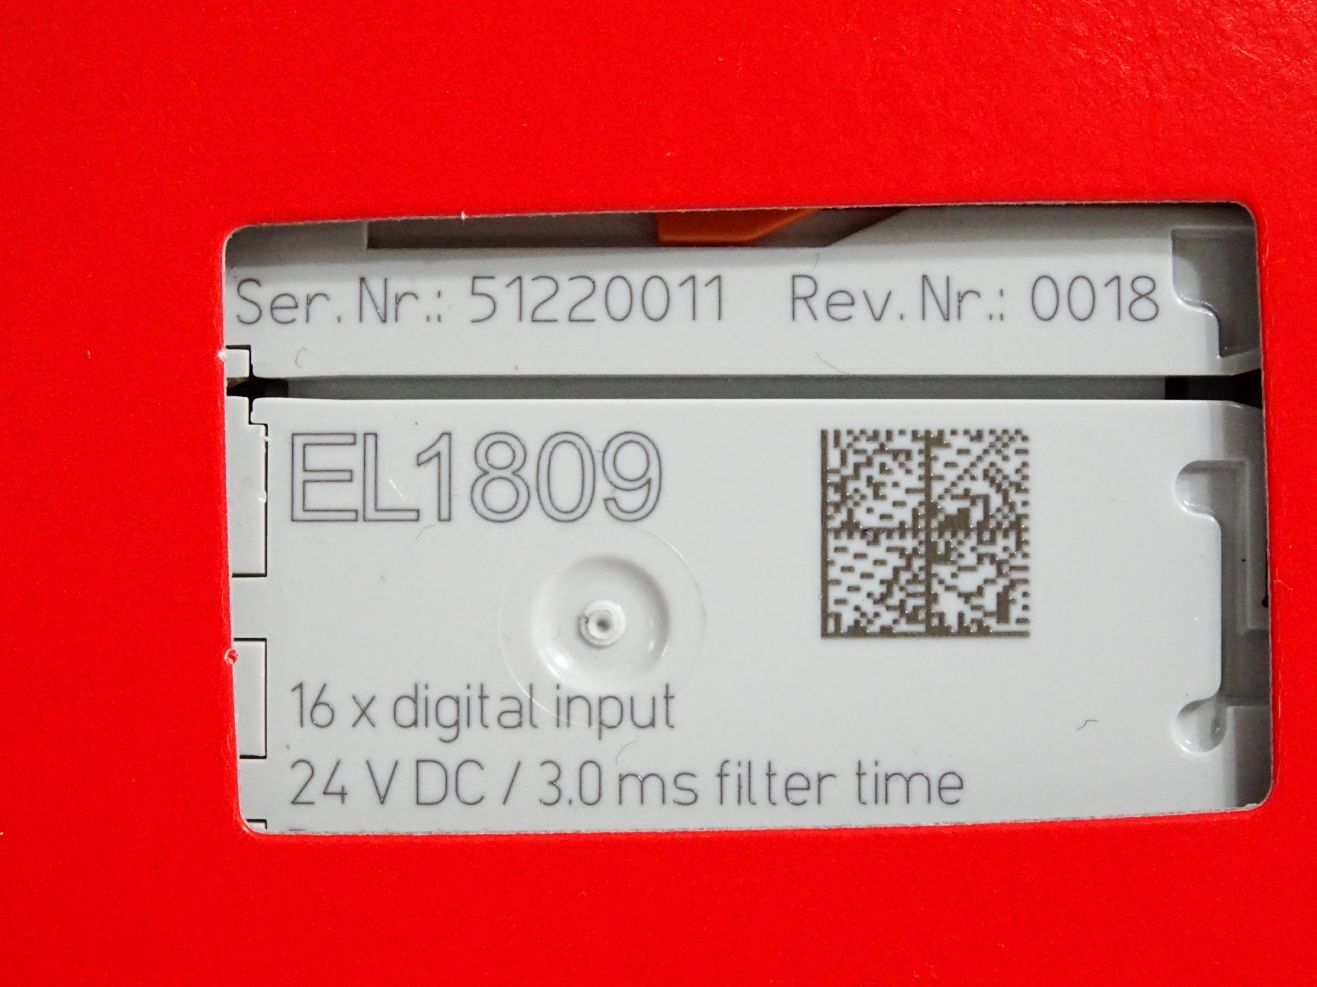 Ser.Nr.: 51220011 Rev.Nr.: 0018
EL1809
16 x digital input
24 V DC / 3.0 ms filter time